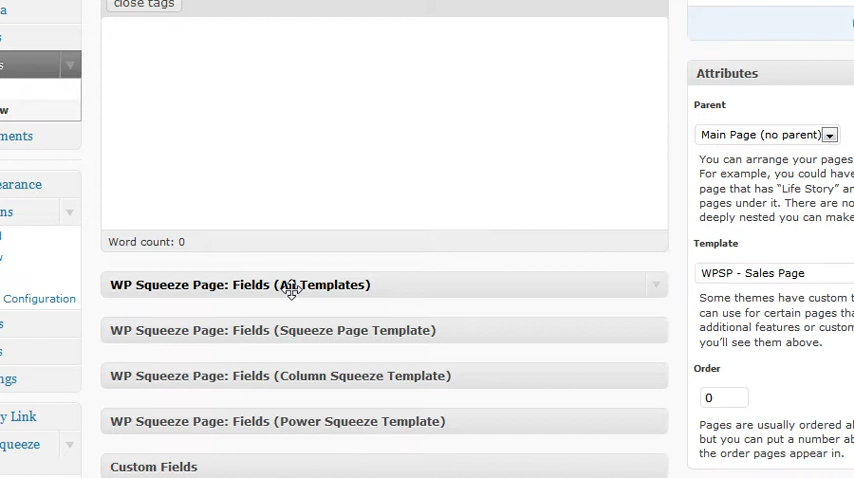 a
close tags
s
s
w
ments
earance
ns
w
Configuration
s
s
ngs
y Link
queeze
Word count: 0
WP Squeeze Page: Fields (All Templates)
WP Squeeze Page: Fields (Squeeze Page Template)
WP Squeeze Page: Fields (Column Squeeze Template)
WP Squeeze Page: Fields (Power Squeeze Template)
Custom Fields
Attributes
Parent
Main Page (no parent)
You can arrange your pages
For example, you could have
page that has “Life Story” an
pages under it. There are no
deeply nested you can make
Template
WPSP - Sales Page
Some themes have custom t
can use for certain pages tha
additional features or custom
you’ll see them above.
Order
0
Pages are usually ordered al
but you can put a number ab
the order pages appear in.